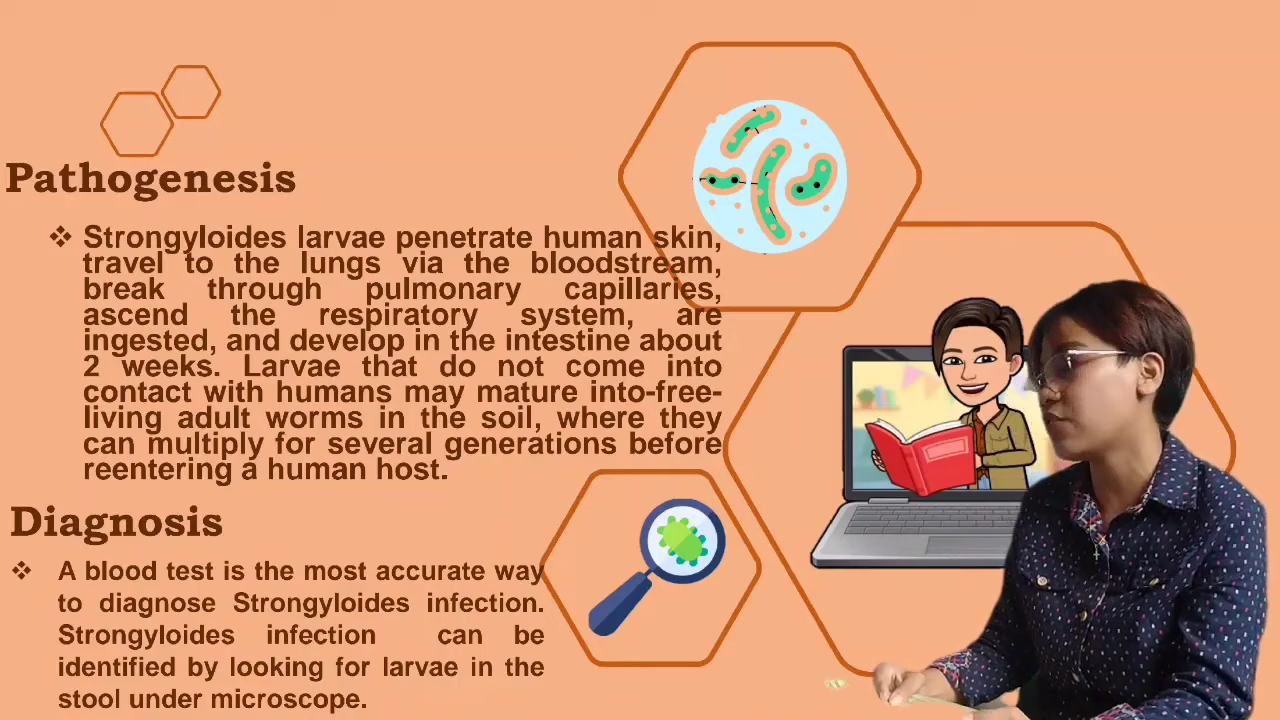 Pathogenesis
❖ Strongyloides larvae penetrate human skin,
travel to the lungs via the bloodstream,
break through pulmonary capillaries,
ascend the respiratory system, are
ingested, and develop in the intestine about
2 weeks. Larvae that do not come into
contact with humans may mature into-free-
living adult worms in the soil, where they
can multiply for several generations before
reentering a human host.
Diagnosis
❖ A blood test is the most accurate way
to diagnose Strongyloides infection.
Strongyloides infection can be
identified by looking for larvae in the
stool under microscope.